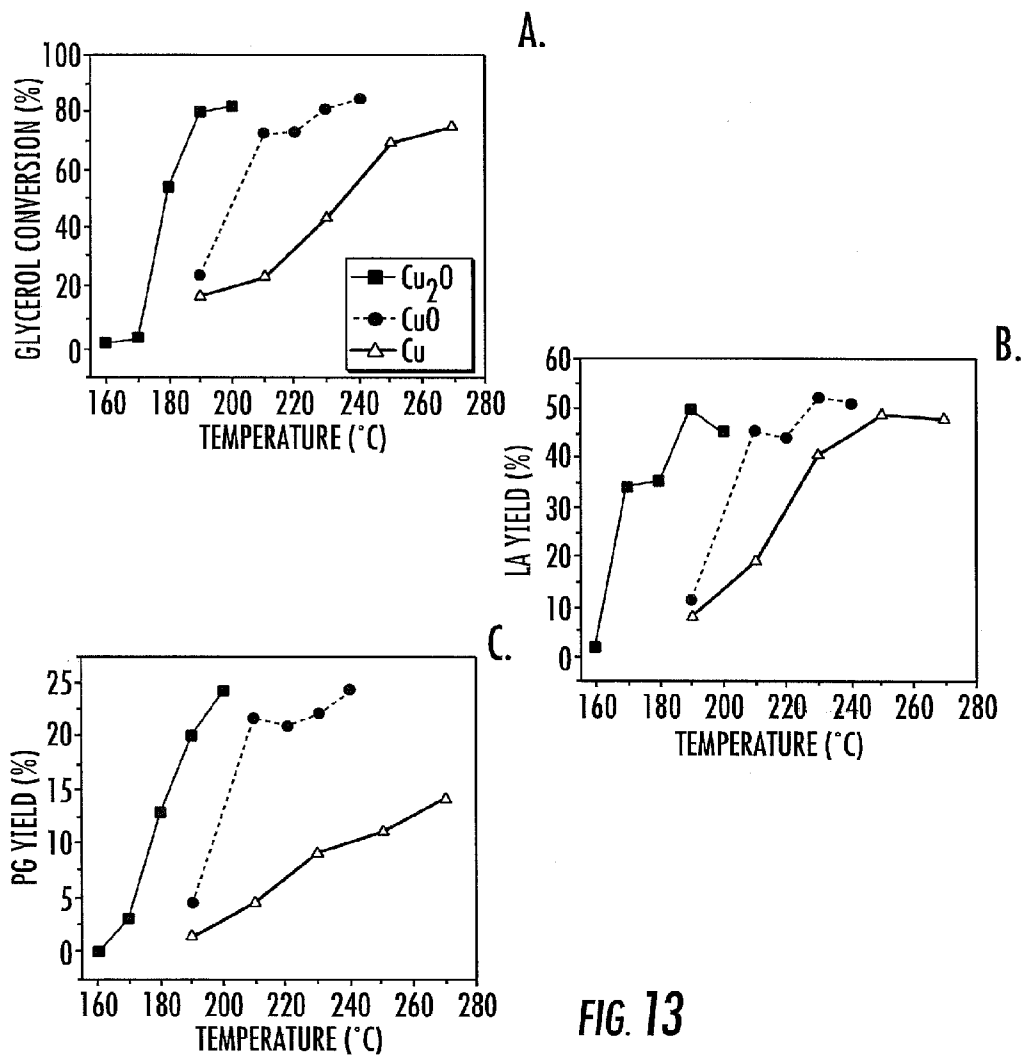 A.
GLYCEROL CONVERSION (%)
100
80
60
40
20
0
Cu2O
CuO
Cu
160 180 200 220 240 260 280
TEMPERATURE (°C)
B.
LA YIELD (%)
60
50
40
30
20
10
0
160 180 200 220 240 260 280
TEMPERATURE (°C)
C.
PG YIELD (%)
25
20
15
10
5
0
160 180 200 220 240 260 280
TEMPERATURE (°C)
FIG. 13